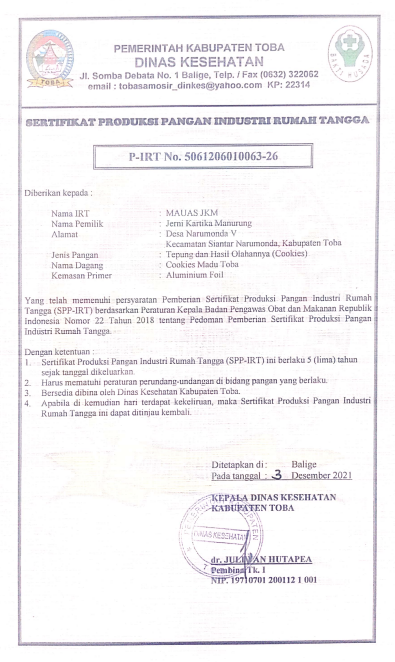 PEMERINTAH KABUPATEN TOBA
DINAS KESEHATAN
Jl. Somba Debata No. 1 Balige, Telp. / Fax (0632) 322062
email : tobasamosir_dinkes@yahoo.com KP: 22314
TOBA
BAKTI HUSADA
SERTIFIKAT PRODUKSI PANGAN INDUSTRI RUMAH TANGGA
P-IRT No. 5061206010063-26
Diberikan kepada :
Nama IRT : MAUAS JKM
Nama Pemilik : Jerni Kartika Manurung
Alamat : Desa Narumonda V
Kecamatan Siantar Narumonda, Kabupaten Toba
Jenis Pangan : Tepung dan Hasil Olahannya (Cookies)
Nama Dagang : Cookies Madu Toba
Kemasan Primer : Aluminium Foil
Yang telah memenuhi persyaratan Pemberian Sertifikat Produksi Pangan Industri Rumah
Tangga (SPP-IRT) berdasarkan Peraturan Kepala Badan Pengawas Obat dan Makanan Republik
Indonesia Nomor 22 Tahun 2018 tentang Pedoman Pemberian Sertifikat Produksi Pangan
Industri Rumah Tangga.
Dengan ketentuan :
1. Sertifikat Produksi Pangan Industri Rumah Tangga (SPP-IRT) ini berlaku 5 (lima) tahun
sejak tanggal dikeluarkan.
2. Harus mematuhi peraturan perundang-undangan di bidang pangan yang berlaku.
3. Bersedia dibina oleh Dinas Kesehatan Kabupaten Toba.
4. Apabila di kemudian hari terdapat kekeliruan, maka Sertifikat Produksi Pangan Industri
Rumah Tangga ini dapat ditinjau kembali.
Ditetapkan di : Balige
Pada tanggal : 3 Desember 2021
KEPALA DINAS KESEHATAN
KABUPATEN TOBA
DINAS KESEHATAN
dr. JULIWAN HUTAPEA
Pembina Tk. I
NIP. 19710701 200112 1 001